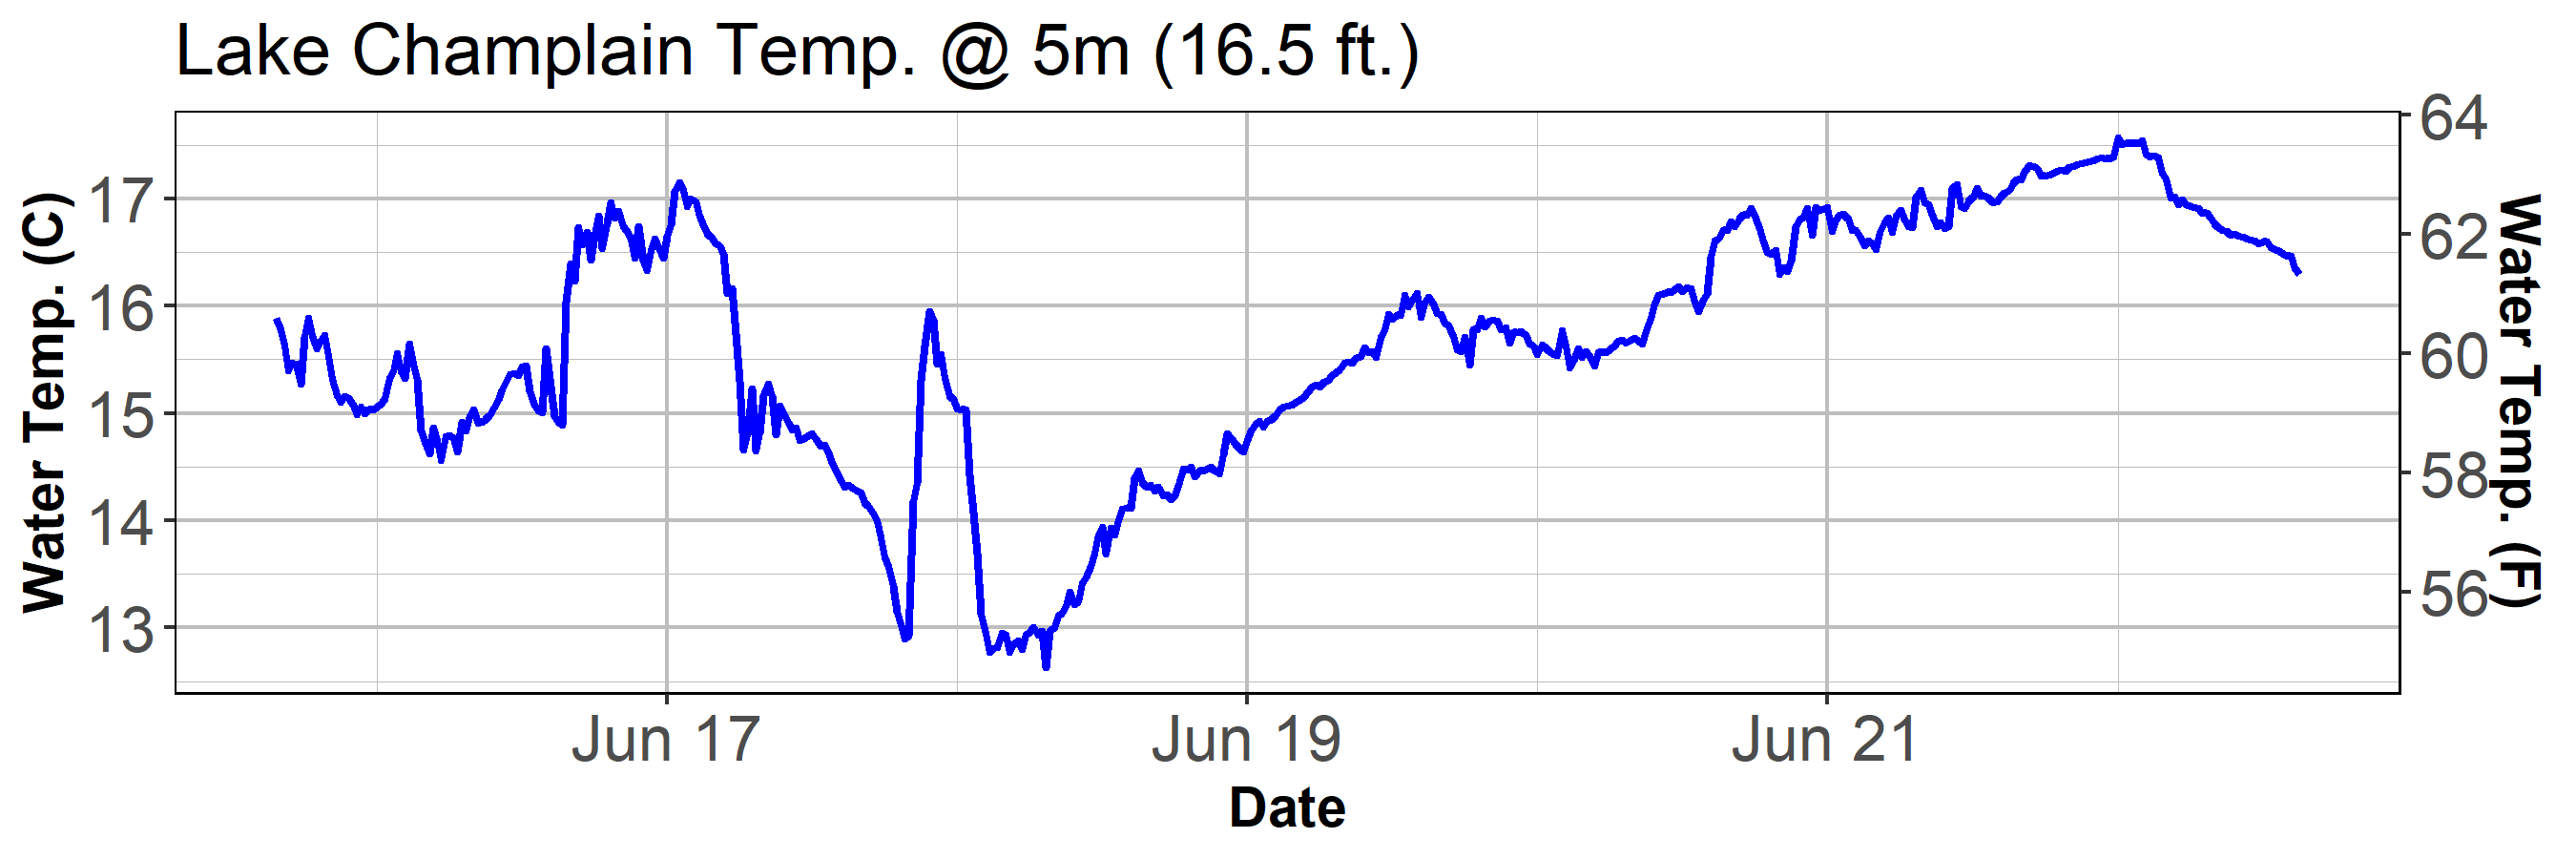 Lake Champlain Temp. @ 5m (16.5 ft.)
Water Temp. (C)
17
16
15
14
13
64
62
60
58
56
Water Temp. (F)
Jun 17
Jun 19
Jun 21
Date